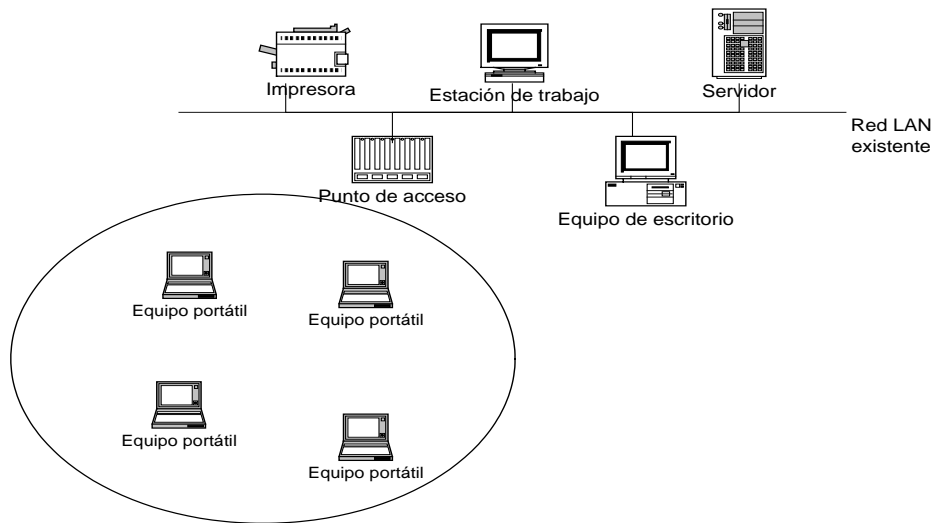 Impresora
Estación de trabajo
Servidor
Red LAN
existente
Punto de acceso
Equipo de escritorio
Equipo portátil
Equipo portátil
Equipo portátil
Equipo portátil